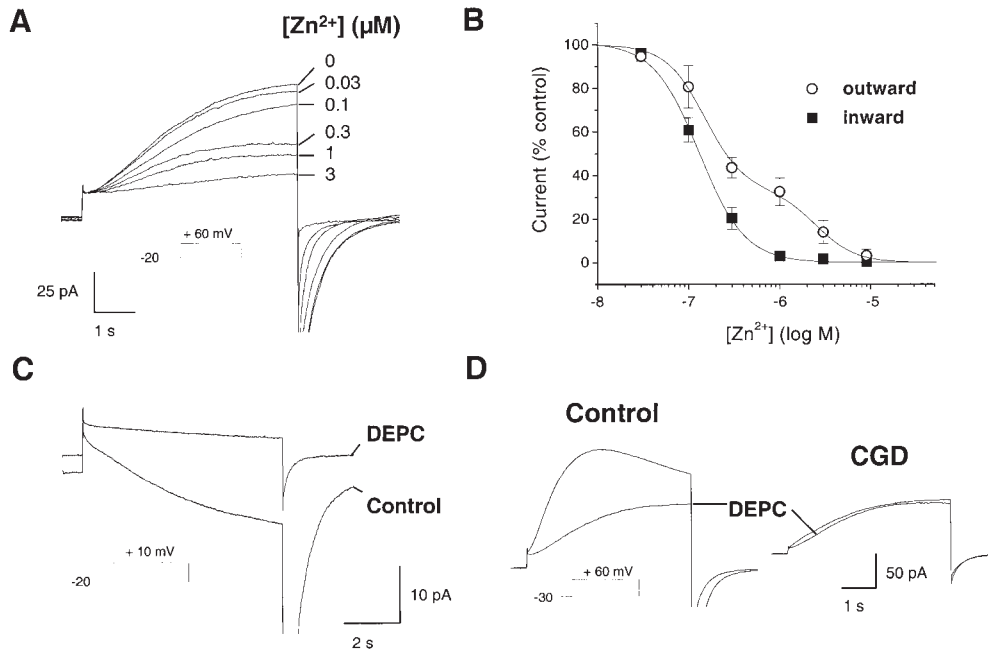 A
[Zn²⁺] (µM)
0
0.03
0.1
0.3
1
3
+ 60 mV
-20
25 pA
1 s
B
Current (% control)
100
80
60
40
20
0
outward
inward
-8
-7
-6
-5
[Zn²⁺] (log M)
C
DEPC
Control
+ 10 mV
-20
10 pA
2 s
D
Control
CGD
DEPC
+ 60 mV
-30
50 pA
1 s